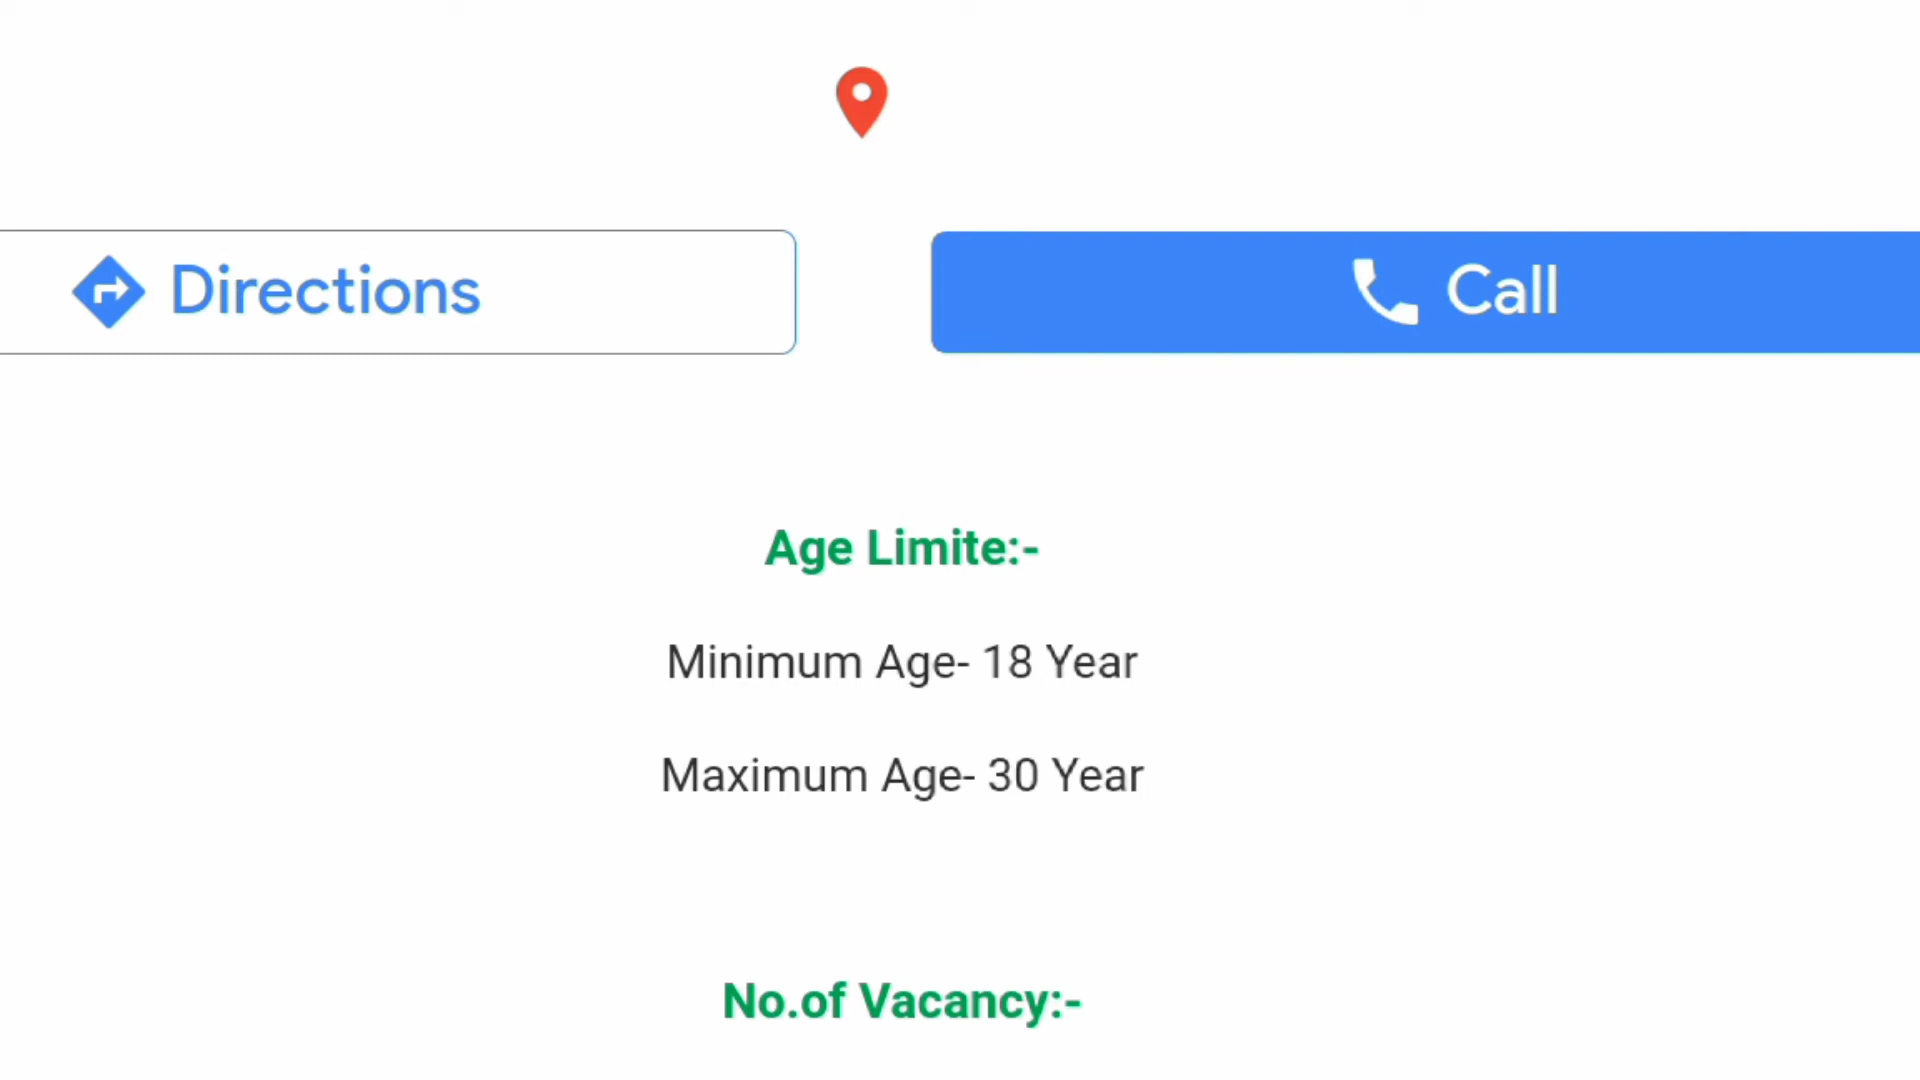 Directions
Call
Age Limite:-
Minimum Age- 18 Year
Maximum Age- 30 Year
No.of Vacancy:-